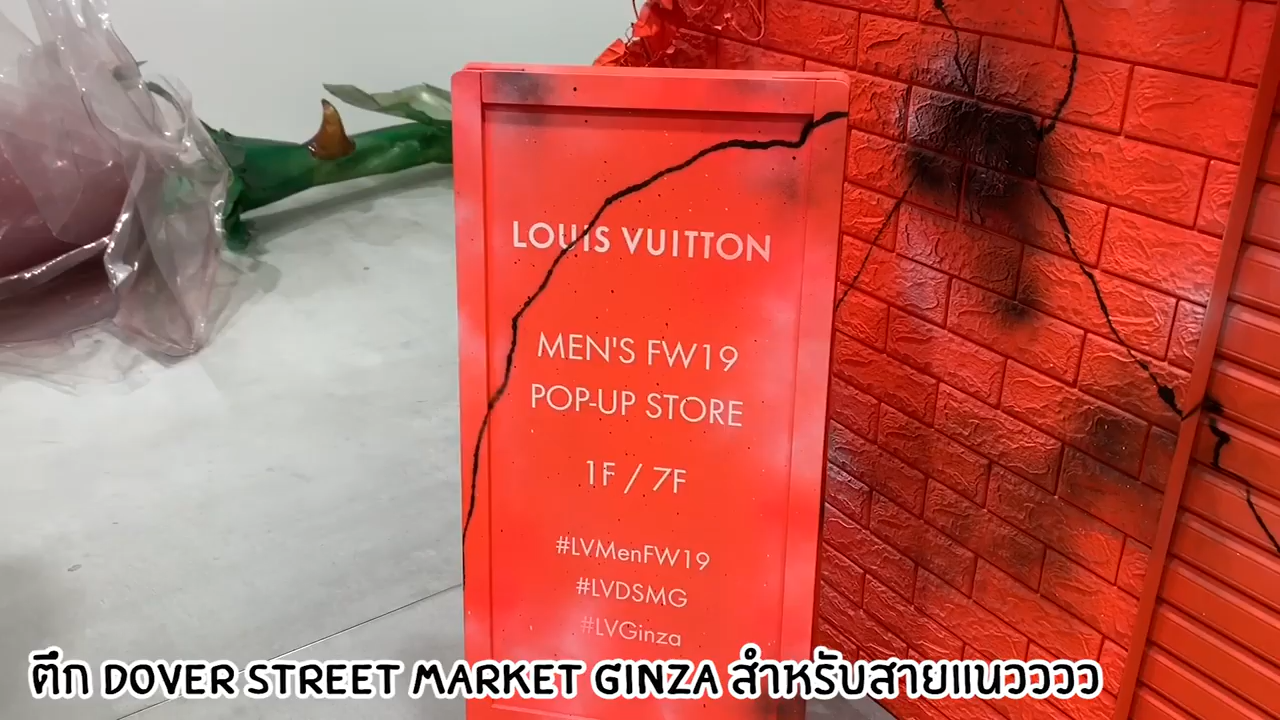 LOUIS VUITTON
MEN'S FW19
POP-UP STORE
1F / 7F
#LVMenFW19
#LVDSMG
#LVGinza
ตึก DOVER STREET MARKET GINZA สำหรับสายแนวววว